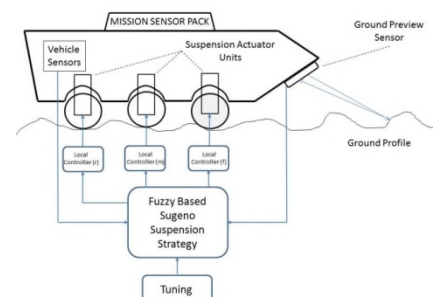 MISSION SENSOR PACK
Ground Preview
Sensor
Vehicle
Sensors
Suspension Actuator
Units
Ground Profile
Local
Controller (r)
Local
Controller (m)
Local
Controller (f)
Fuzzy Based
Sugeno
Suspension
Strategy
Tuning